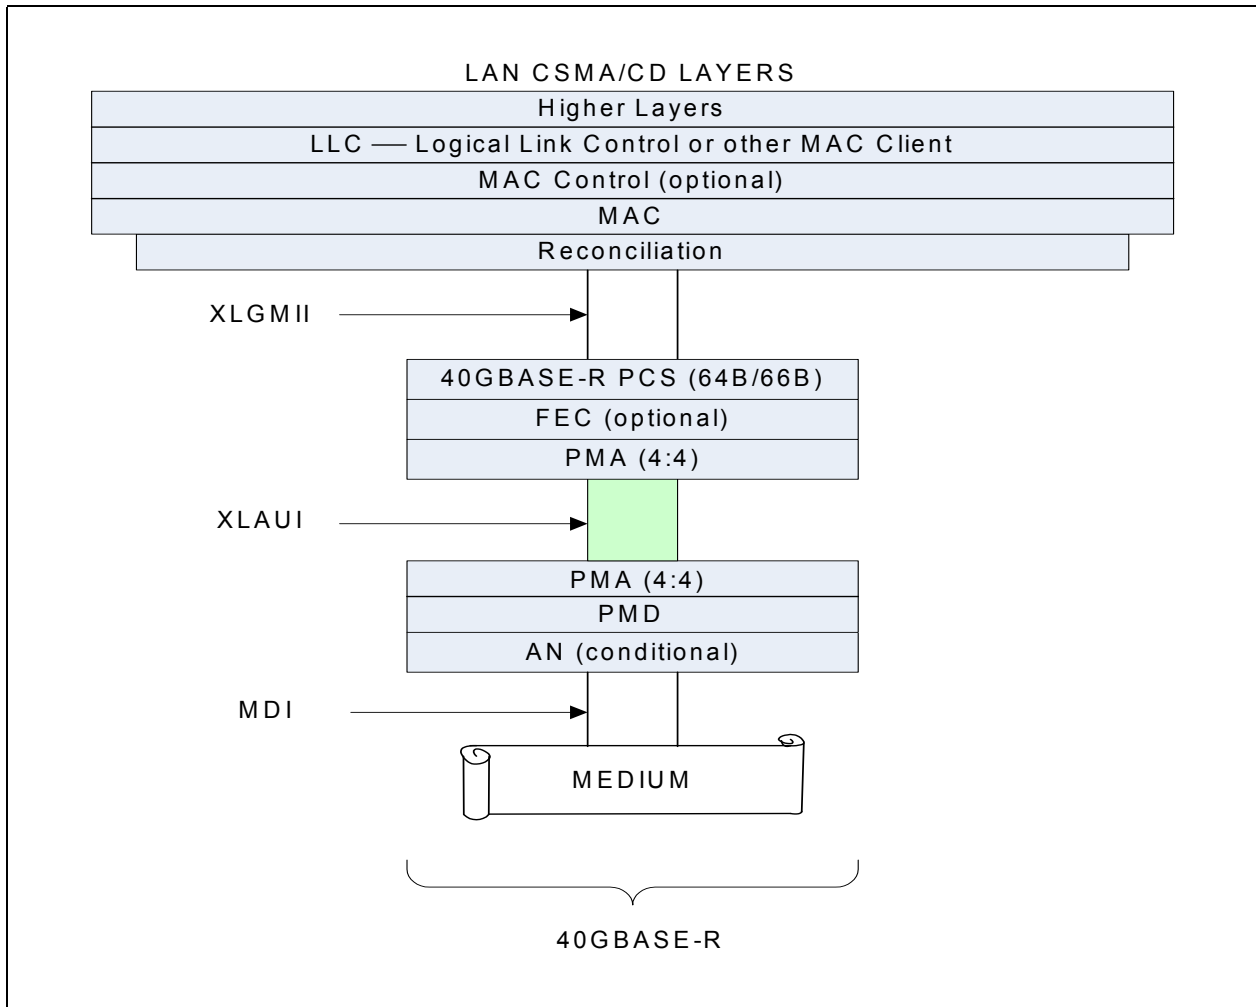 LAN CSMA/CD LAYERS
Higher Layers
LLC — Logical Link Control or other MAC Client
MAC Control (optional)
MAC
Reconciliation
XLGMII
40GBASE-R PCS (64B/66B)
FEC (optional)
PMA (4:4)
XLAUI
PMA (4:4)
PMD
AN (conditional)
MDI
MEDIUM
40GBASE-R